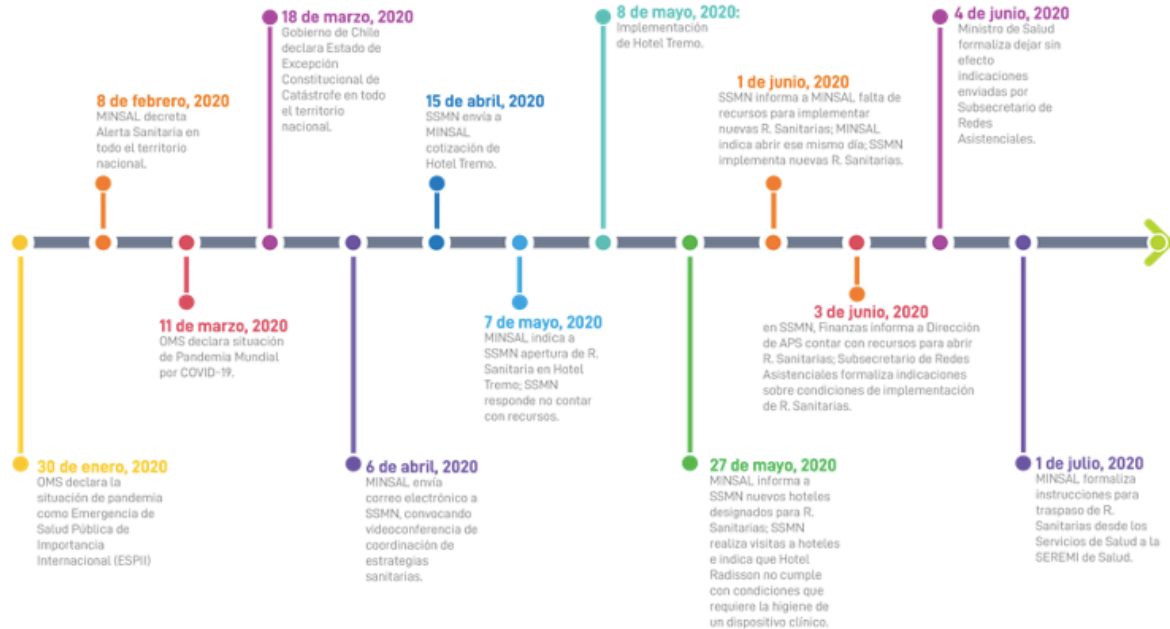 30 de enero, 2020
OMS declara la
situación de pandemia
como Emergencia de
Salud Pública de
Importancia
Internacional (ESPII)
8 de febrero, 2020
MINSAL decreta
Alerta Sanitaria en
todo el territorio
nacional.
11 de marzo, 2020
OMS declara situación
de Pandemia Mundial
por COVID-19.
18 de marzo, 2020
Gobierno de Chile
declara Estado de
Excepción
Constitucional de
Catástrofe en todo
el territorio
nacional.
6 de abril, 2020
MINSAL envía
correo electrónico a
SSMN, convocando
videoconferencia de
coordinación de
estrategias
sanitarias.
15 de abril, 2020
SSMN envía a
MINSAL
cotización de
Hotel Tremo.
7 de mayo, 2020
MINSAL indica a
SSMN apertura de R.
Sanitaria en Hotel
Tremo; SSMN
responde no contar
con recursos.
8 de mayo, 2020:
Implementación
de Hotel Tremo.
27 de mayo, 2020
MINSAL informa a
SSMN nuevos hoteles
designados para R.
Sanitarias; SSMN
realiza visitas a hoteles
e indica que Hotel
Radisson no cumple
con condiciones que
requiere la higiene de
un dispositivo clínico.
1 de junio, 2020
SSMN informa a MINSAL falta de
recursos para implementar
nuevas R. Sanitarias; MINSAL
indica abrir ese mismo día; SSMN
implementa nuevas R. Sanitarias.
3 de junio, 2020
en SSMN, Finanzas informa a Dirección
de APS contar con recursos para abrir
R. Sanitarias; Subsecretario de Redes
Asistenciales formaliza indicaciones
sobre condiciones de implementación
de R. Sanitarias.
4 de junio, 2020
Ministro de Salud
formaliza dejar sin
efecto
indicaciones
enviadas por
Subsecretario de
Redes
Asistenciales.
1 de julio, 2020
MINSAL formaliza
instrucciones para
traspaso de R.
Sanitarias desde los
Servicios de Salud a la
SEREMI de Salud.